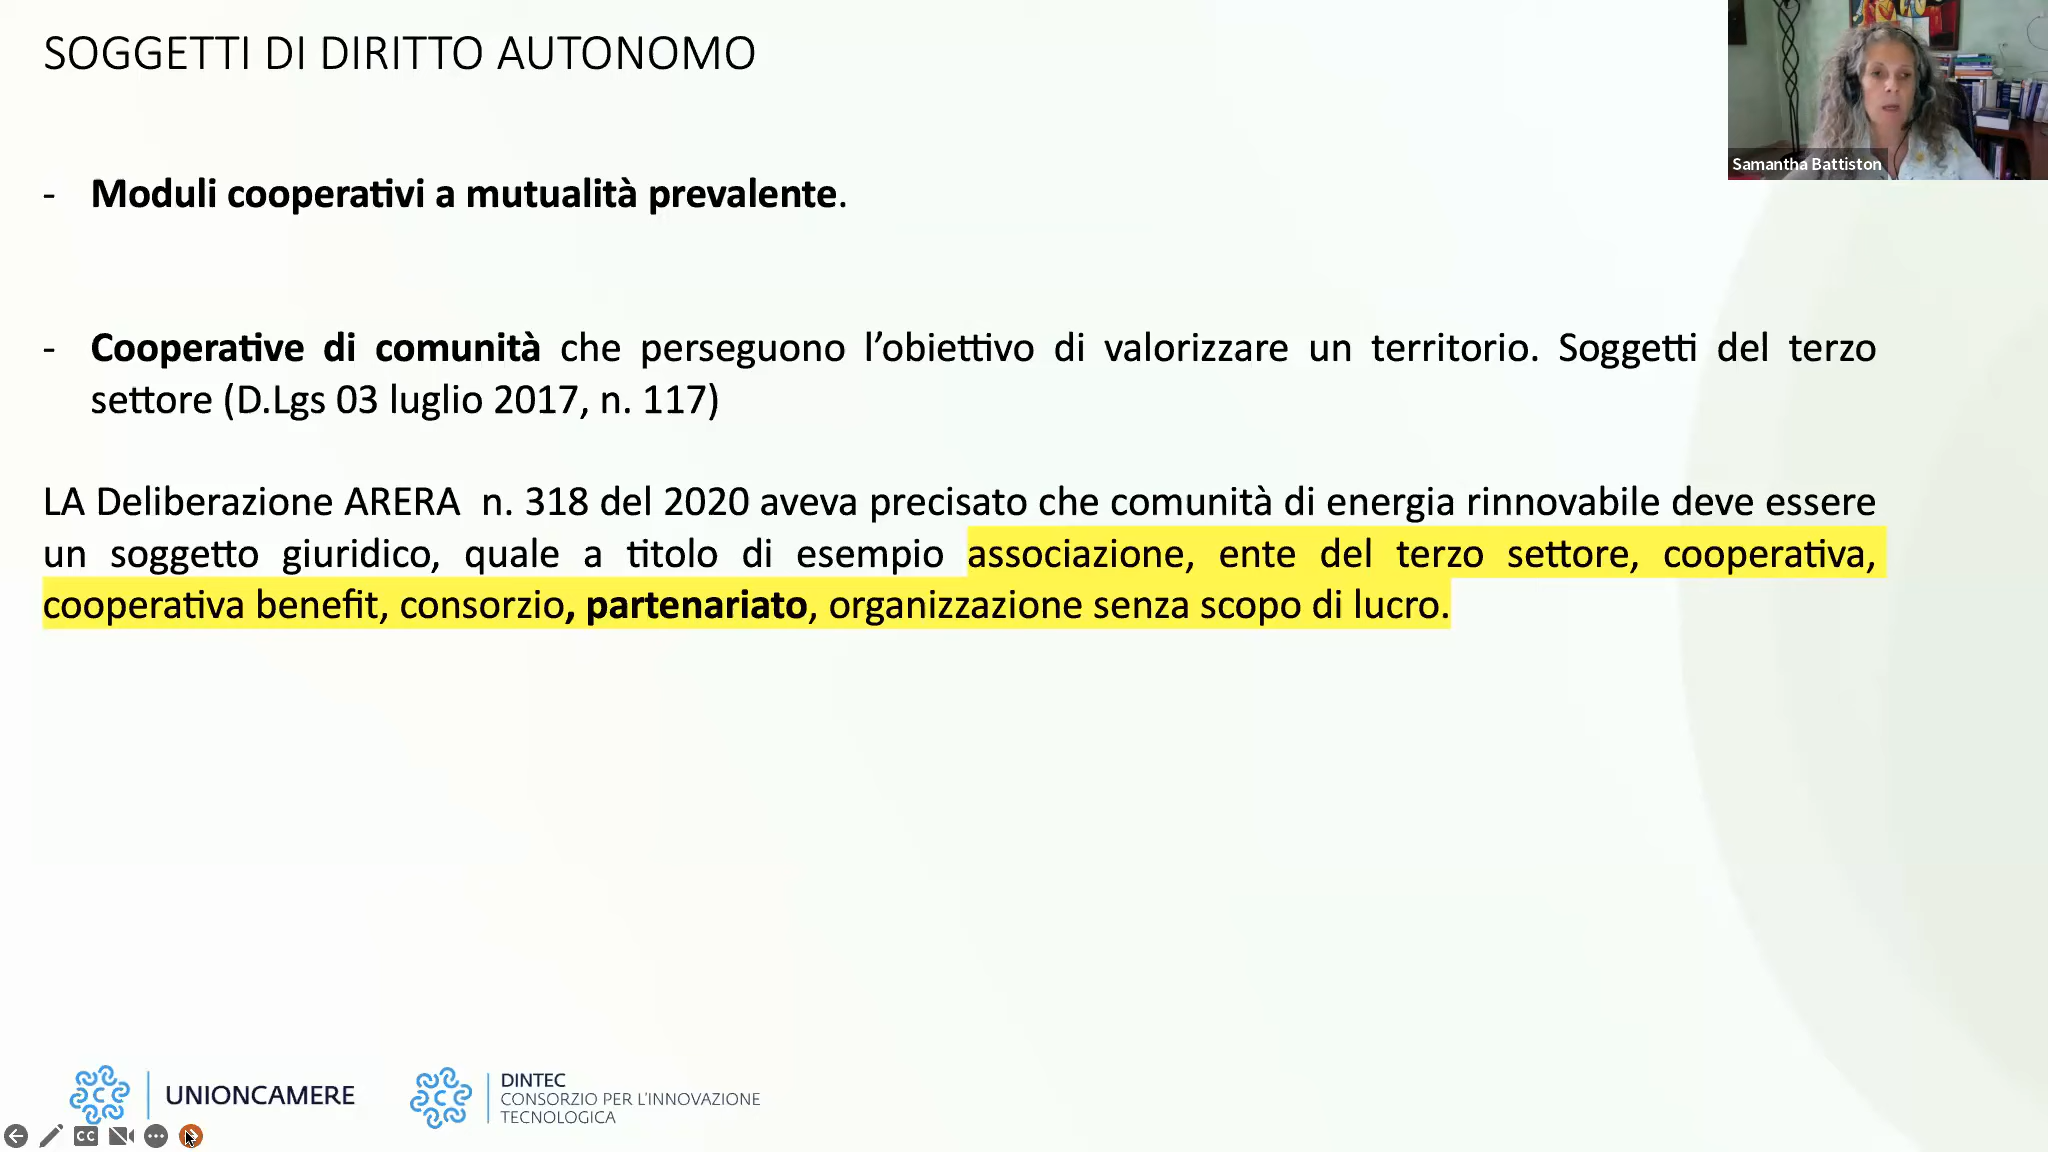 SOGGETTI DI DIRITTO AUTONOMO
Samantha Battiston
- Moduli cooperativi a mutualità prevalente.
- Cooperative di comunità che perseguono l’obiettivo di valorizzare un territorio. Soggetti del terzo
settore (D.Lgs 03 luglio 2017, n. 117)
LA Deliberazione ARERA n. 318 del 2020 aveva precisato che comunità di energia rinnovabile deve essere
un soggetto giuridico, quale a titolo di esempio associazione, ente del terzo settore, cooperativa,
cooperativa benefit, consorzio, partenariato, organizzazione senza scopo di lucro.
UNIONCAMERE
DINTEC
CONSORZIO PER L'INNOVAZIONE
TECNOLOGICA
CC